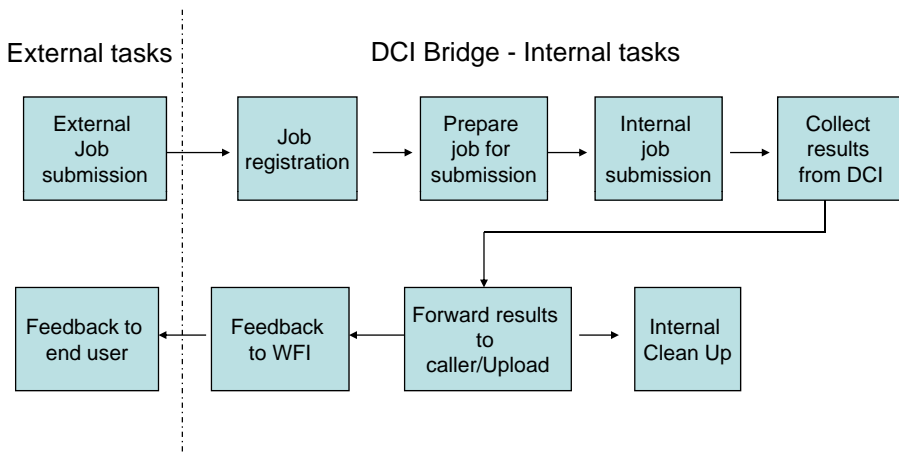 External tasks
DCI Bridge - Internal tasks
External
Job
submission
Job
registration
Prepare
job for
submission
Internal
job
submission
Collect
results
from DCI
Feedback to
end user
Feedback
to WFI
Forward results
to
caller/Upload
Internal
Clean Up